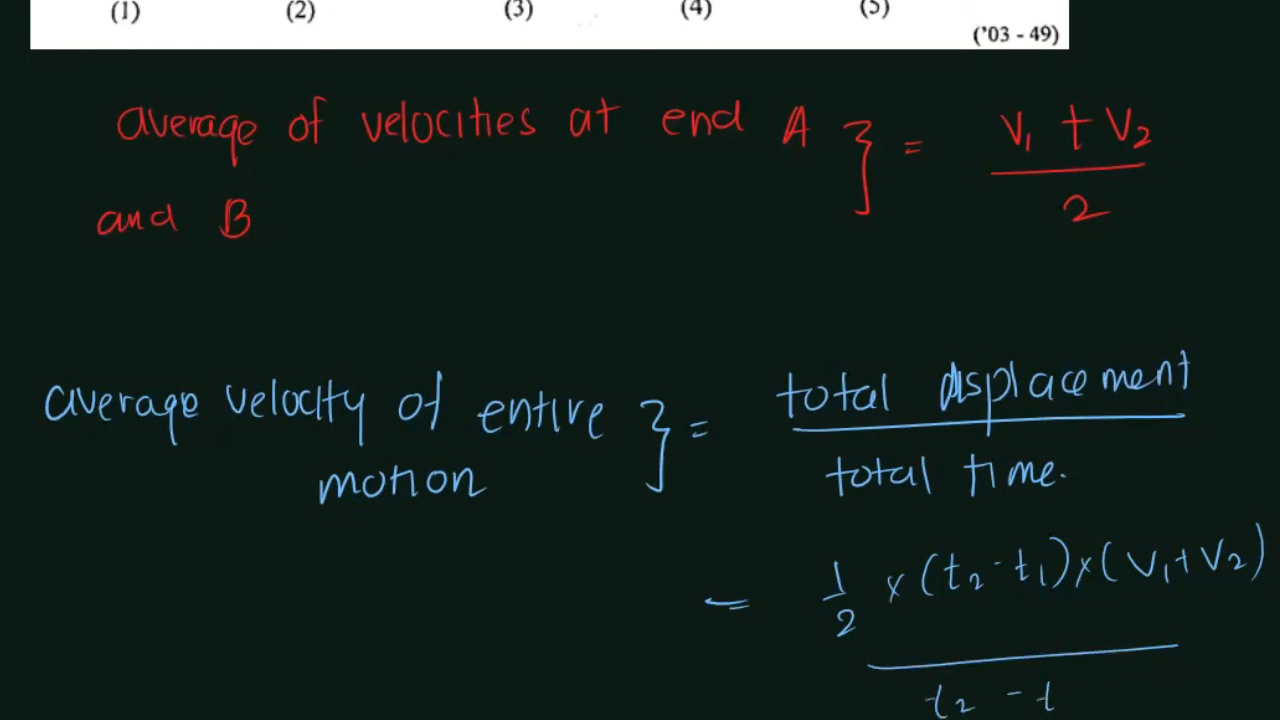 (1) (2) (3) (4) (5)
('03 - 49)
average of velocities at end A } = V₁ + V₂
and B
2
average velocity of entire } = total displacement
motion
total time.
= 1/2 × (t₂ - t₁) × (V₁ + V₂)
t₂ - t